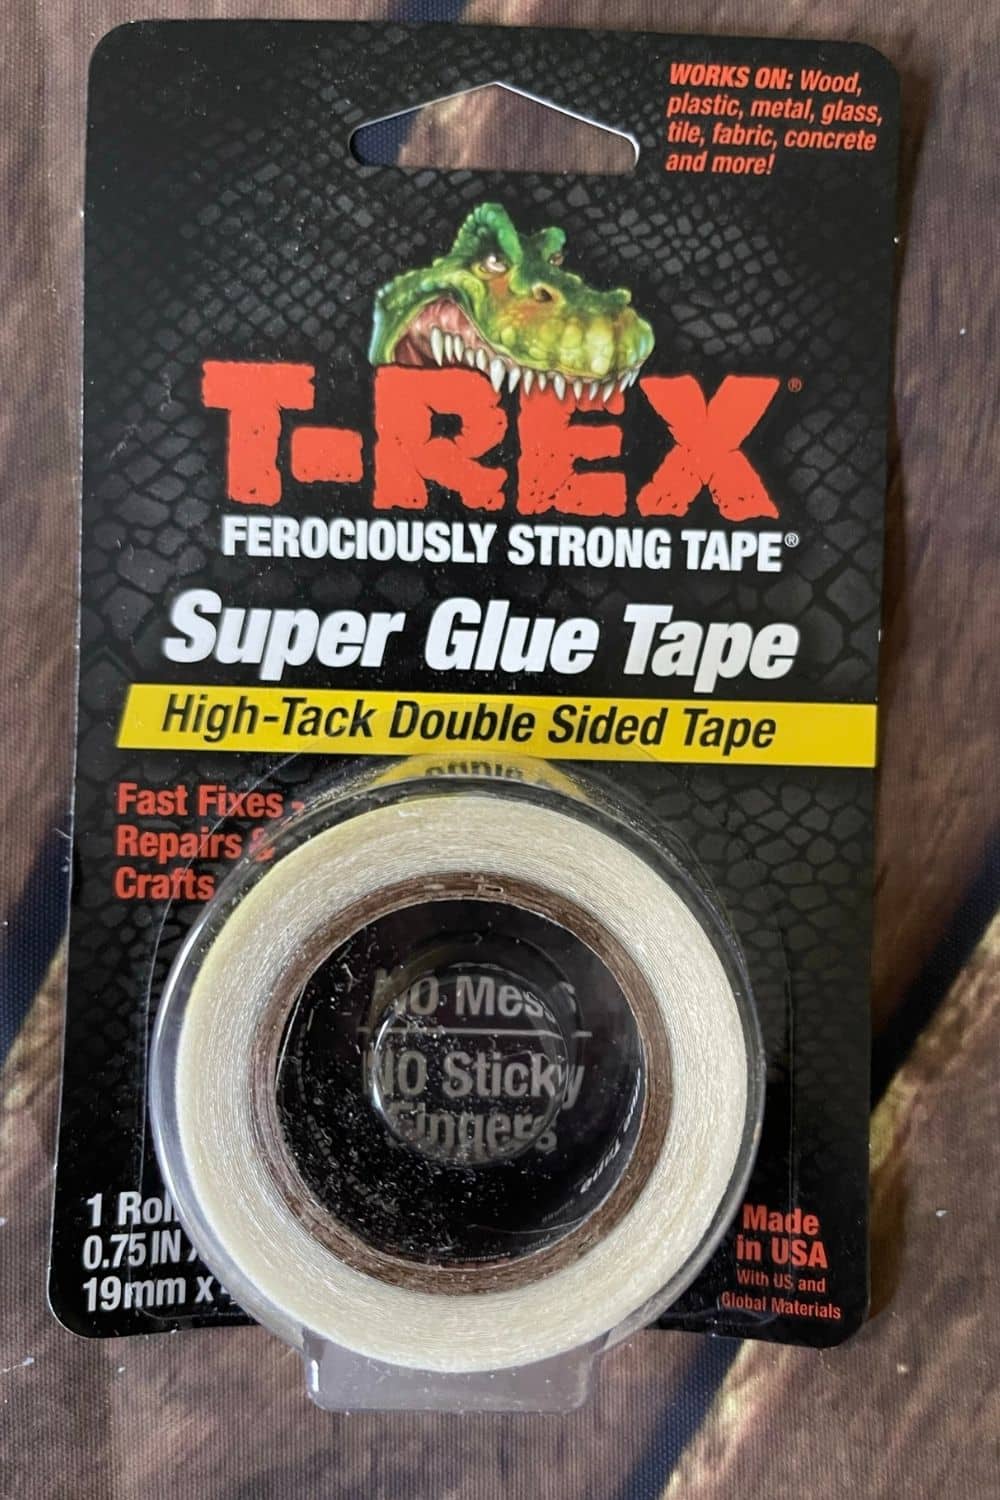 WORKS ON: Wood,
plastic, metal, glass,
tile, fabric, concrete
and more!
T-REX®
FEROCIOUSLY STRONG TAPE®
Super Glue Tape
High-Tack Double Sided Tape
Fast Fixes -
Repairs &
Crafts
NO Mess
NO Sticky
Fingers
1 Roll
0.75 IN
19mm x
Made
in USA
With US and
Global Materials